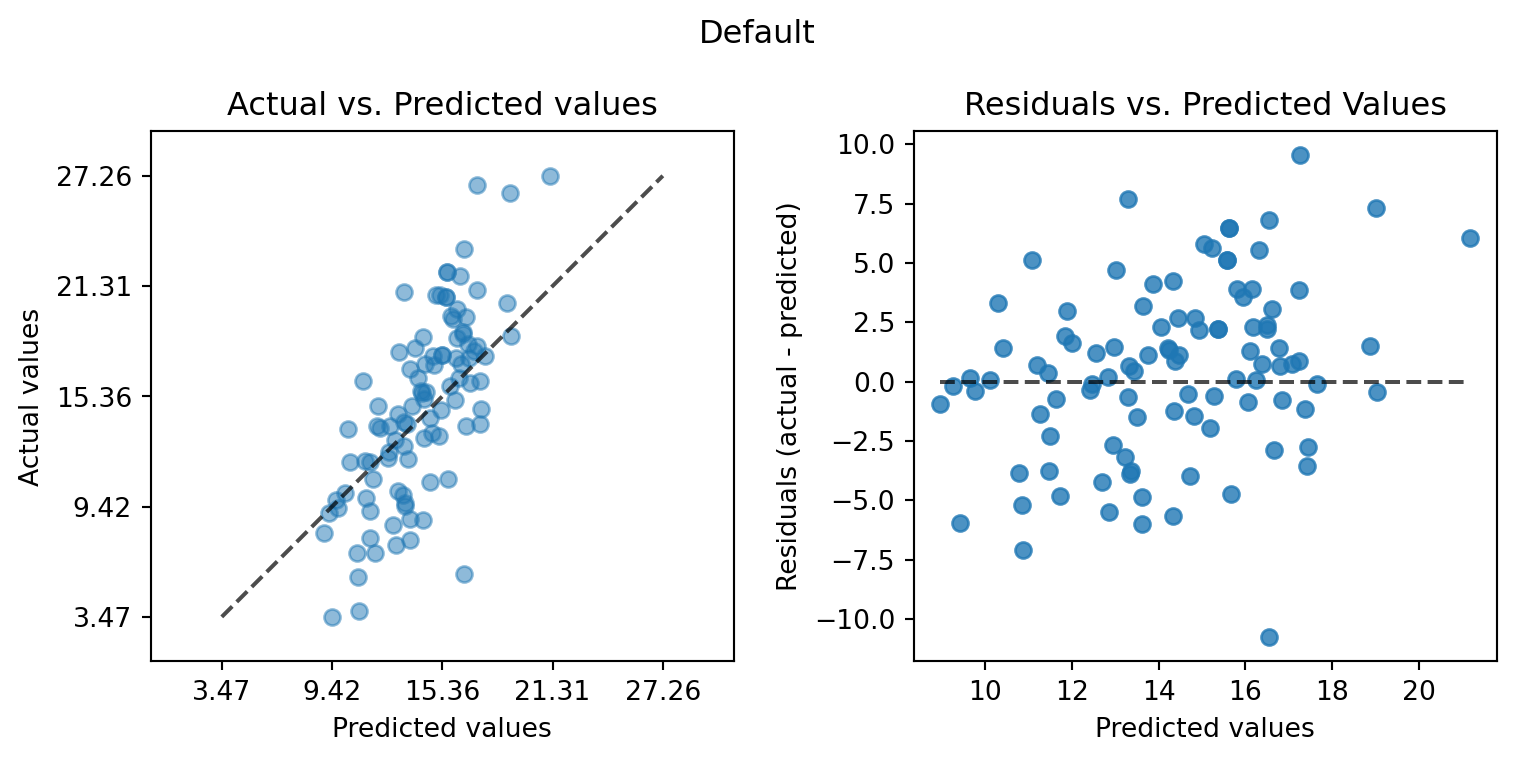 Default
Actual vs. Predicted values
27.26
21.31
15.36
9.42
3.47
Actual values
3.47 9.42 15.36 21.31 27.26
Predicted values
Residuals vs. Predicted Values
10.0
7.5
5.0
2.5
0.0
−2.5
−5.0
−7.5
−10.0
Residuals (actual - predicted)
10 12 14 16 18 20
Predicted values